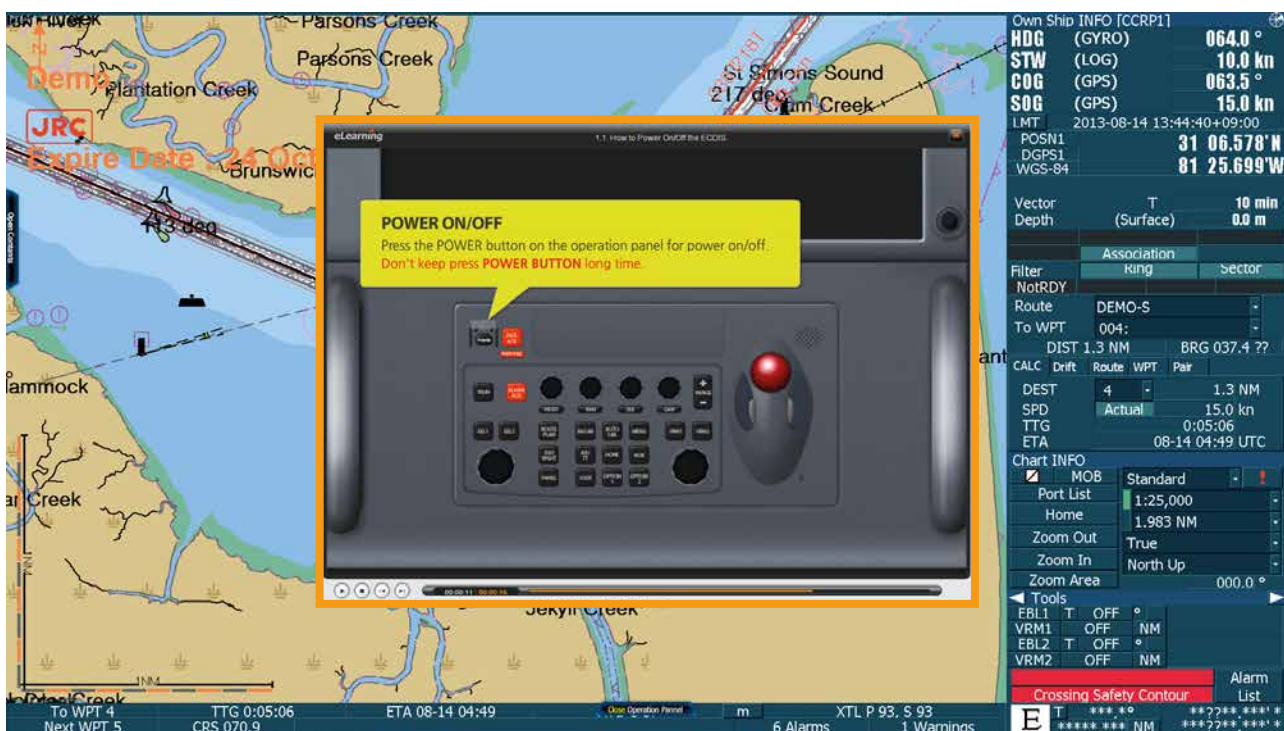 Parsons Creek
Parsons Creek
Plantation Creek
Demo
JRC
Expire Date : 24 Oct
Brunswic
St Simons Sound
217 deg
Clam Creek
Open Contents
Creek
Jekyll Creek
1NM
eLearning
1.1. How to Power On/Off the ECDIS.
POWER ON/OFF
Press the POWER button on the operation panel for power on/off.
Don't keep press POWER BUTTON long time.
00:00:11 00:00:16
Own Ship INFO [CCRP1]
HDG (GYRO) 064.0 °
STW (LOG) 10.0 kn
COG (GPS) 063.5 °
SOG (GPS) 15.0 kn
LMT 2013-08-14 13:44:40+09:00
POSN1 31 06.578'N
DGPS1
WGS-84 81 25.699'W
Vector T 10 min
Depth (Surface) 0.0 m
Association
Filter Ring Sector
NotRDY
Route DEMO-S
To WPT 004:
DIST 1.3 NM BRG 037.4 ??
CALC Drift Route WPT Pair
DEST 4 1.3 NM
SPD Actual 15.0 kn
TTG 0:05:06
ETA 08-14 04:49 UTC
Chart INFO
MOB Standard !
Port List 1:25,000
Home 1.983 NM
Zoom Out True
Zoom In North Up
Zoom Area 000.0 °
Tools
EBL1 T OFF °
VRM1 OFF NM
EBL2 T OFF °
VRM2 OFF NM
Alarm
Crossing Safety Contour List
To WPT 4 TTG 0:05:06 ETA 08-14 04:49 Close Operation Pannel m XTL P 93, S 93
Next WPT 5 CRS 070.9 6 Alarms 1 Warnings
E T ***.*° **??**.***'*
***** *** NM ***??**.***'*